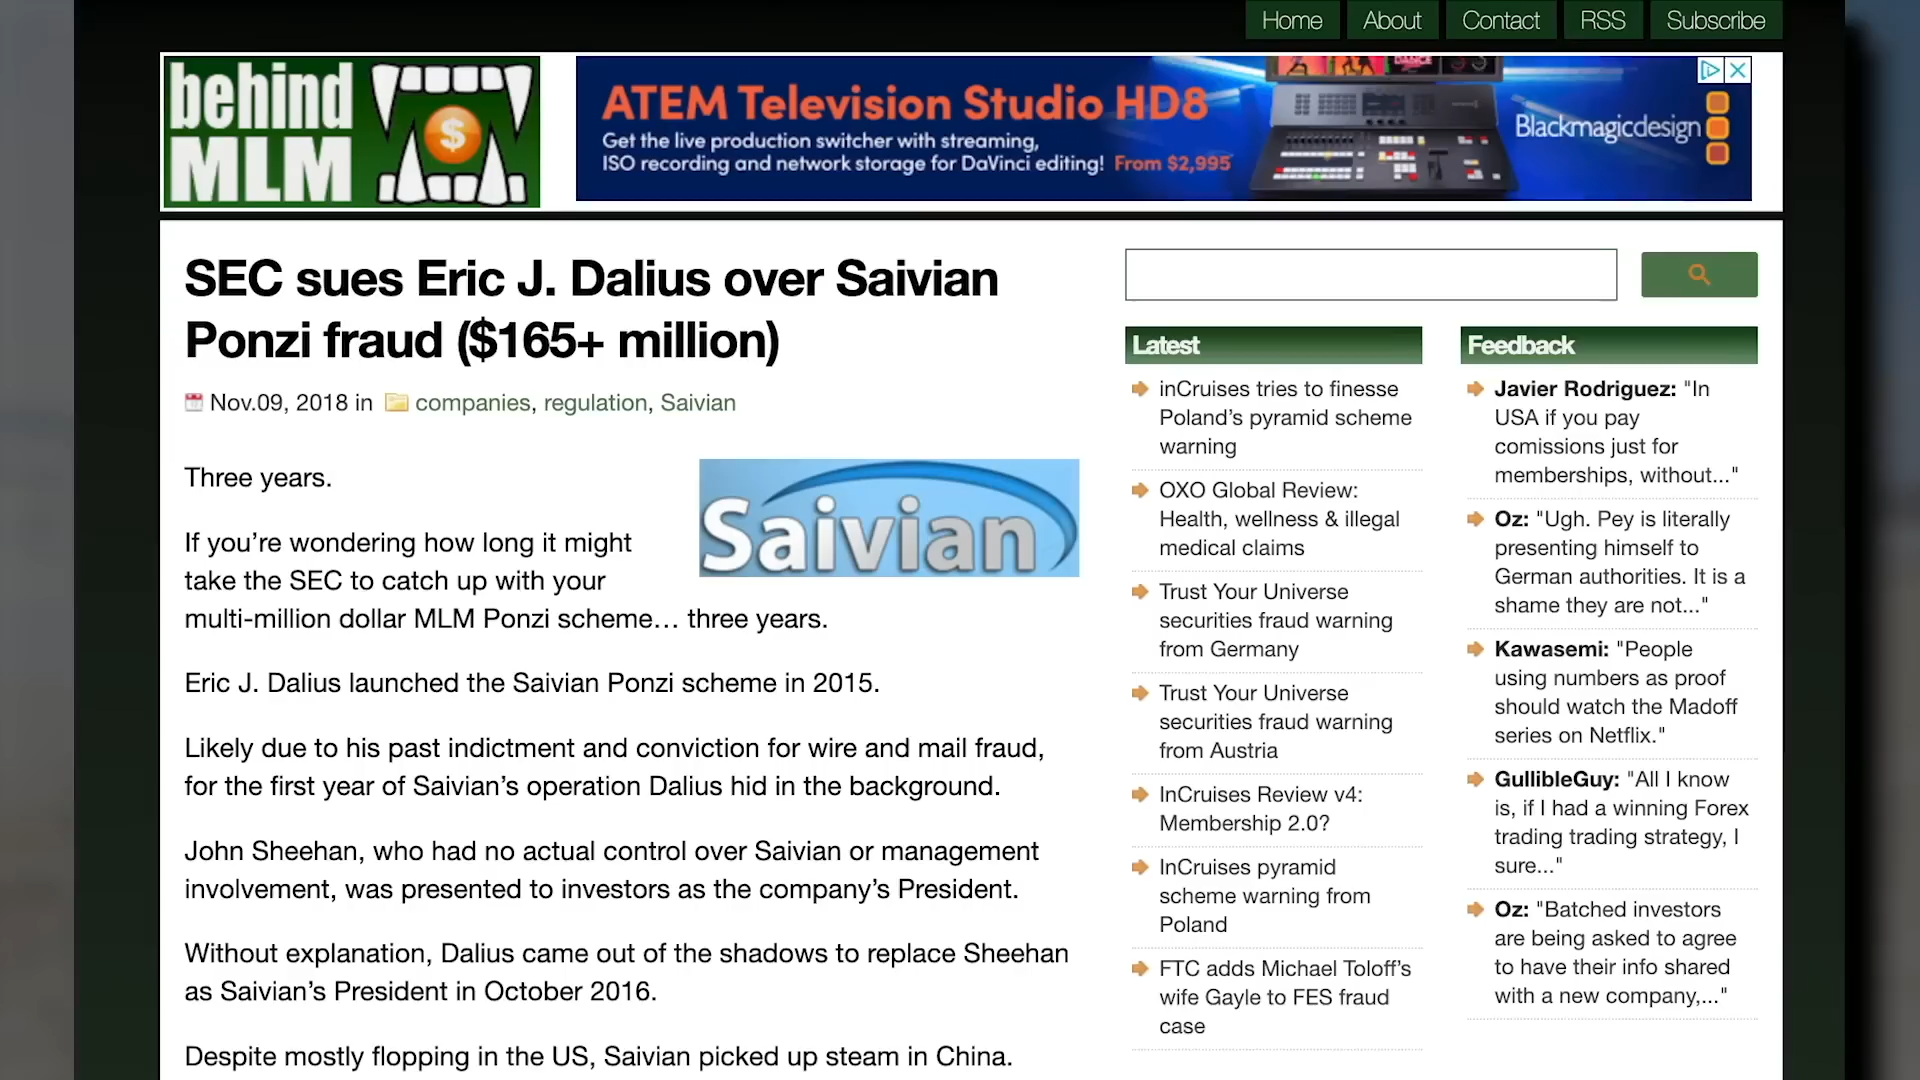 Home
About
Contact
RSS
Subscribe
behind
MLM
$
ATEM Television Studio HD8
Get the live production switcher with streaming,
ISO recording and network storage for DaVinci editing! From $2,995
Blackmagicdesign
SEC sues Eric J. Dalius over Saivian
Ponzi fraud ($165+ million)
Nov.09, 2018 in companies, regulation, Saivian
Three years.
Saivian
If you're wondering how long it might
take the SEC to catch up with your
multi-million dollar MLM Ponzi scheme… three years.
Eric J. Dalius launched the Saivian Ponzi scheme in 2015.
Likely due to his past indictment and conviction for wire and mail fraud,
for the first year of Saivian's operation Dalius hid in the background.
John Sheehan, who had no actual control over Saivian or management
involvement, was presented to investors as the company's President.
Without explanation, Dalius came out of the shadows to replace Sheehan
as Saivian's President in October 2016.
Despite mostly flopping in the US, Saivian picked up steam in China.
Latest
inCruises tries to finesse
Poland's pyramid scheme
warning
OXO Global Review:
Health, wellness & illegal
medical claims
Trust Your Universe
securities fraud warning
from Germany
Trust Your Universe
securities fraud warning
from Austria
InCruises Review v4:
Membership 2.0?
InCruises pyramid
scheme warning from
Poland
FTC adds Michael Toloff's
wife Gayle to FES fraud
case
Feedback
Javier Rodriguez: "In
USA if you pay
comissions just for
memberships, without..."
Oz: "Ugh. Pey is literally
presenting himself to
German authorities. It is a
shame they are not..."
Kawasemi: "People
using numbers as proof
should watch the Madoff
series on Netflix."
GullibleGuy: "All I know
is, if I had a winning Forex
trading trading strategy, I
sure..."
Oz: "Batched investors
are being asked to agree
to have their info shared
with a new company,..."